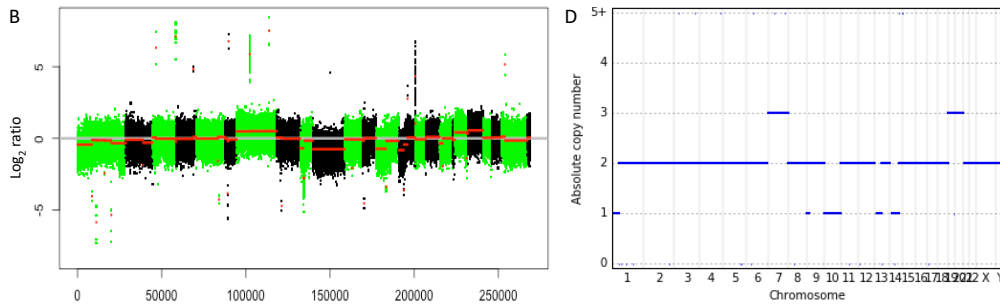 B
Log2 ratio
5
0
-5
0
50000
100000
150000
200000
250000
D
Absolute copy number
5+
4
3
2
1
0
1 2 3 4 5 6 7 8 9 10 11 12 13 14 15 16 17 18 19 20 21 22 X Y
Chromosome